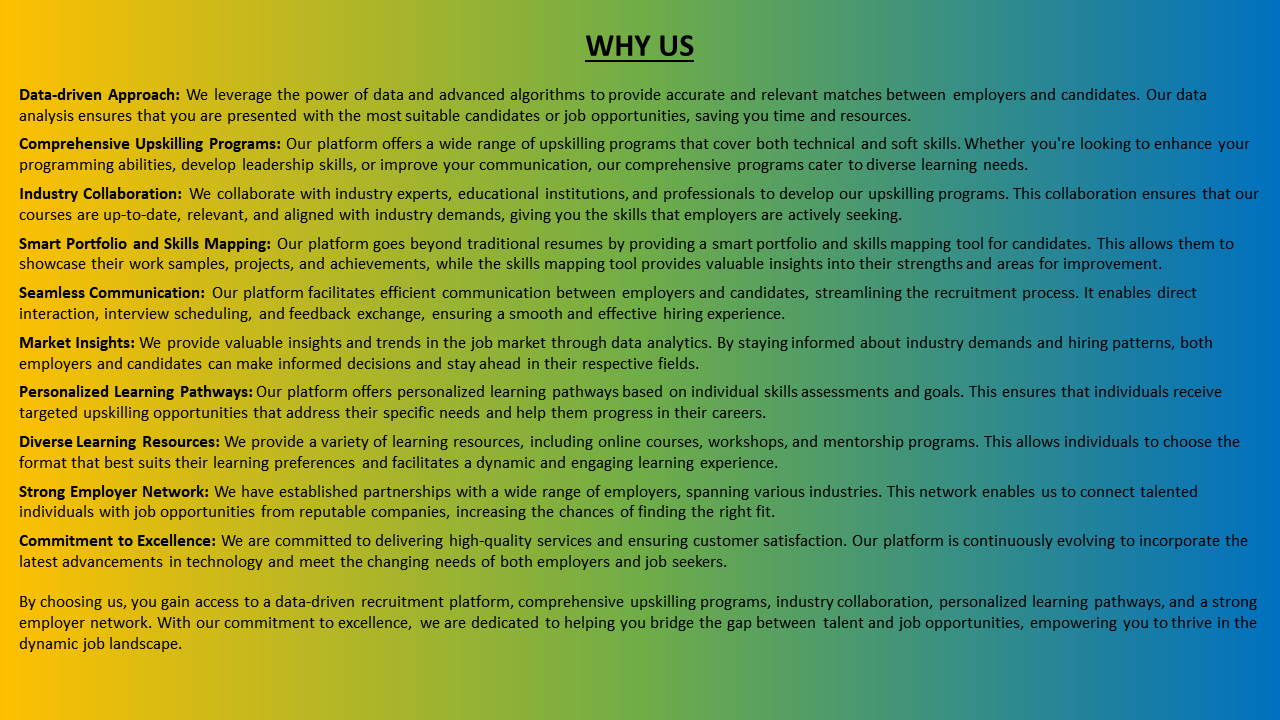 WHY US
Data-driven Approach: We leverage the power of data and advanced algorithms to provide accurate and relevant matches between employers and candidates. Our data
analysis ensures that you are presented with the most suitable candidates or job opportunities, saving you time and resources.
Comprehensive Upskilling Programs: Our platform offers a wide range of upskilling programs that cover both technical and soft skills. Whether you're looking to enhance your
programming abilities, develop leadership skills, or improve your communication, our comprehensive programs cater to diverse learning needs.
Industry Collaboration: We collaborate with industry experts, educational institutions, and professionals to develop our upskilling programs. This collaboration ensures that our
courses are up-to-date, relevant, and aligned with industry demands, giving you the skills that employers are actively seeking.
Smart Portfolio and Skills Mapping: Our platform goes beyond traditional resumes by providing a smart portfolio and skills mapping tool for candidates. This allows them to
showcase their work samples, projects, and achievements, while the skills mapping tool provides valuable insights into their strengths and areas for improvement.
Seamless Communication: Our platform facilitates efficient communication between employers and candidates, streamlining the recruitment process. It enables direct
interaction, interview scheduling, and feedback exchange, ensuring a smooth and effective hiring experience.
Market Insights: We provide valuable insights and trends in the job market through data analytics. By staying informed about industry demands and hiring patterns, both
employers and candidates can make informed decisions and stay ahead in their respective fields.
Personalized Learning Pathways: Our platform offers personalized learning pathways based on individual skills assessments and goals. This ensures that individuals receive
targeted upskilling opportunities that address their specific needs and help them progress in their careers.
Diverse Learning Resources: We provide a variety of learning resources, including online courses, workshops, and mentorship programs. This allows individuals to choose the
format that best suits their learning preferences and facilitates a dynamic and engaging learning experience.
Strong Employer Network: We have established partnerships with a wide range of employers, spanning various industries. This network enables us to connect talented
individuals with job opportunities from reputable companies, increasing the chances of finding the right fit.
Commitment to Excellence: We are committed to delivering high-quality services and ensuring customer satisfaction. Our platform is continuously evolving to incorporate the
latest advancements in technology and meet the changing needs of both employers and job seekers.
By choosing us, you gain access to a data-driven recruitment platform, comprehensive upskilling programs, industry collaboration, personalized learning pathways, and a strong
employer network. With our commitment to excellence, we are dedicated to helping you bridge the gap between talent and job opportunities, empowering you to thrive in the
dynamic job landscape.